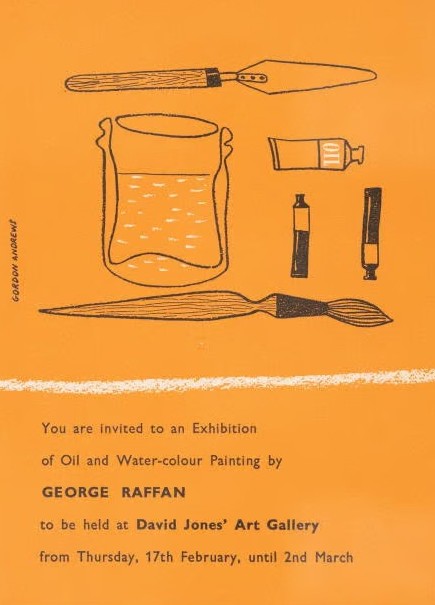 GORDON ANDREWS
OIL
You are invited to an Exhibition
of Oil and Water-colour Painting by
GEORGE RAFFAN
to be held at David Jones' Art Gallery
from Thursday, 17th February, until 2nd March